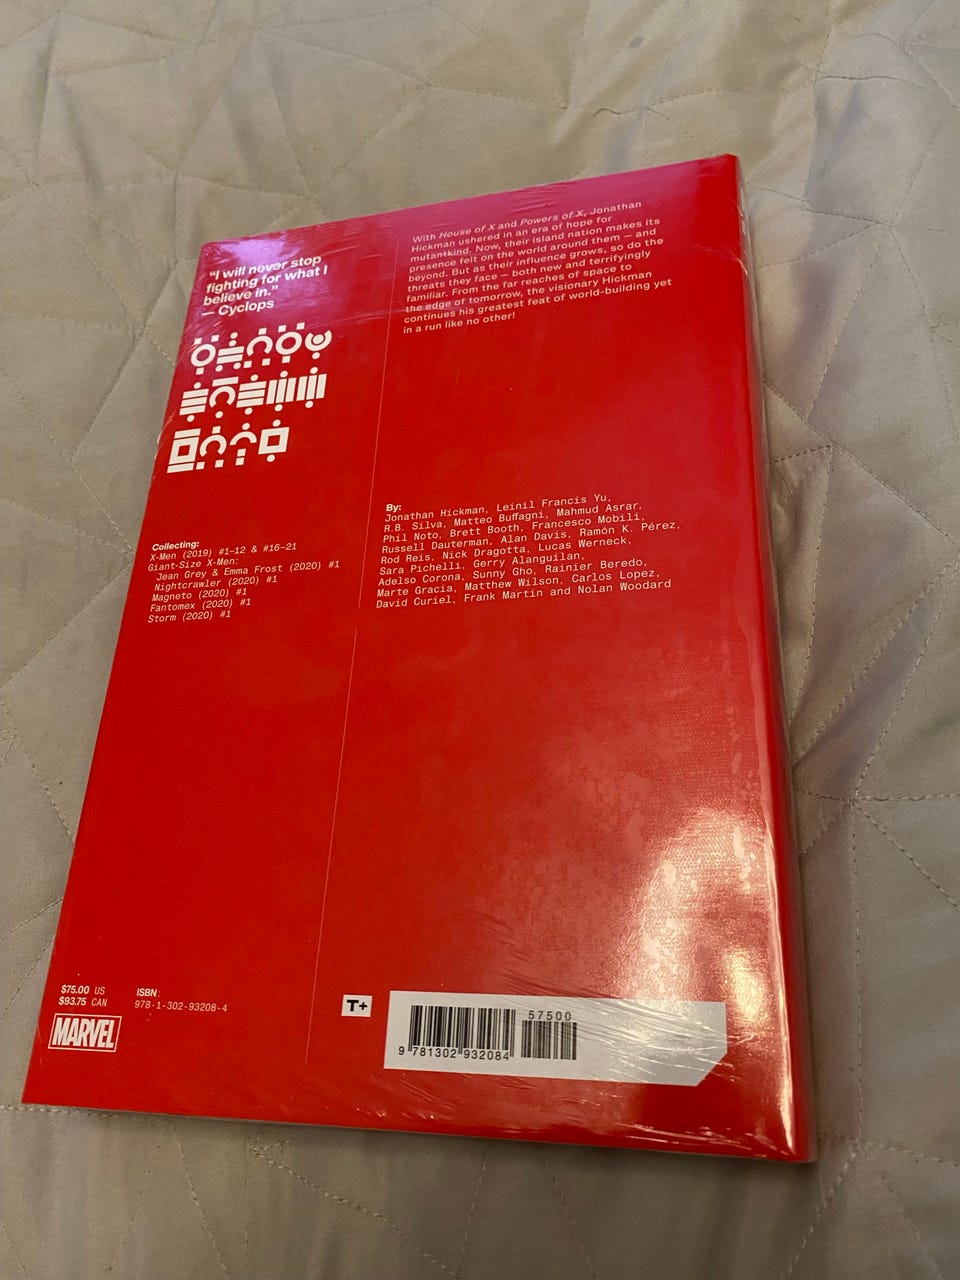 "I will never stop
fighting for what I
believe in."
— Cyclops
With House of X and Powers of X, Jonathan
Hickman ushered in an era of hope for
mutantkind. Now, their island nation makes its
presence felt on the world around them — and
beyond. But as their influence grows, so do the
threats they face — both new and terrifyingly
familiar. From the far reaches of space to
the edge of tomorrow, the visionary Hickman
continues his greatest feat of world-building yet
in a run like no other!
Collecting:
X-Men (2019) #1–12 & #16–21
Giant-Size X-Men:
Jean Grey & Emma Frost (2020) #1
Nightcrawler (2020) #1
Magneto (2020) #1
Fantomex (2020) #1
Storm (2020) #1
By:
Jonathan Hickman, Leinil Francis Yu,
R.B. Silva, Matteo Buffagni, Mahmud Asrar,
Phil Noto, Brett Booth, Francesco Mobili,
Russell Dauterman, Alan Davis, Ramón K. Pérez,
Rod Reis, Nick Dragotta, Lucas Werneck,
Sara Pichelli, Gerry Alanguilan,
Adelso Corona, Sunny Gho, Rainier Beredo,
Marte Gracia, Matthew Wilson, Carlos Lopez,
David Curiel, Frank Martin and Nolan Woodard
$75.00 US
$93.75 CAN
ISBN:
978-1-302-93208-4
MARVEL
T+
57500
9 781302 932084